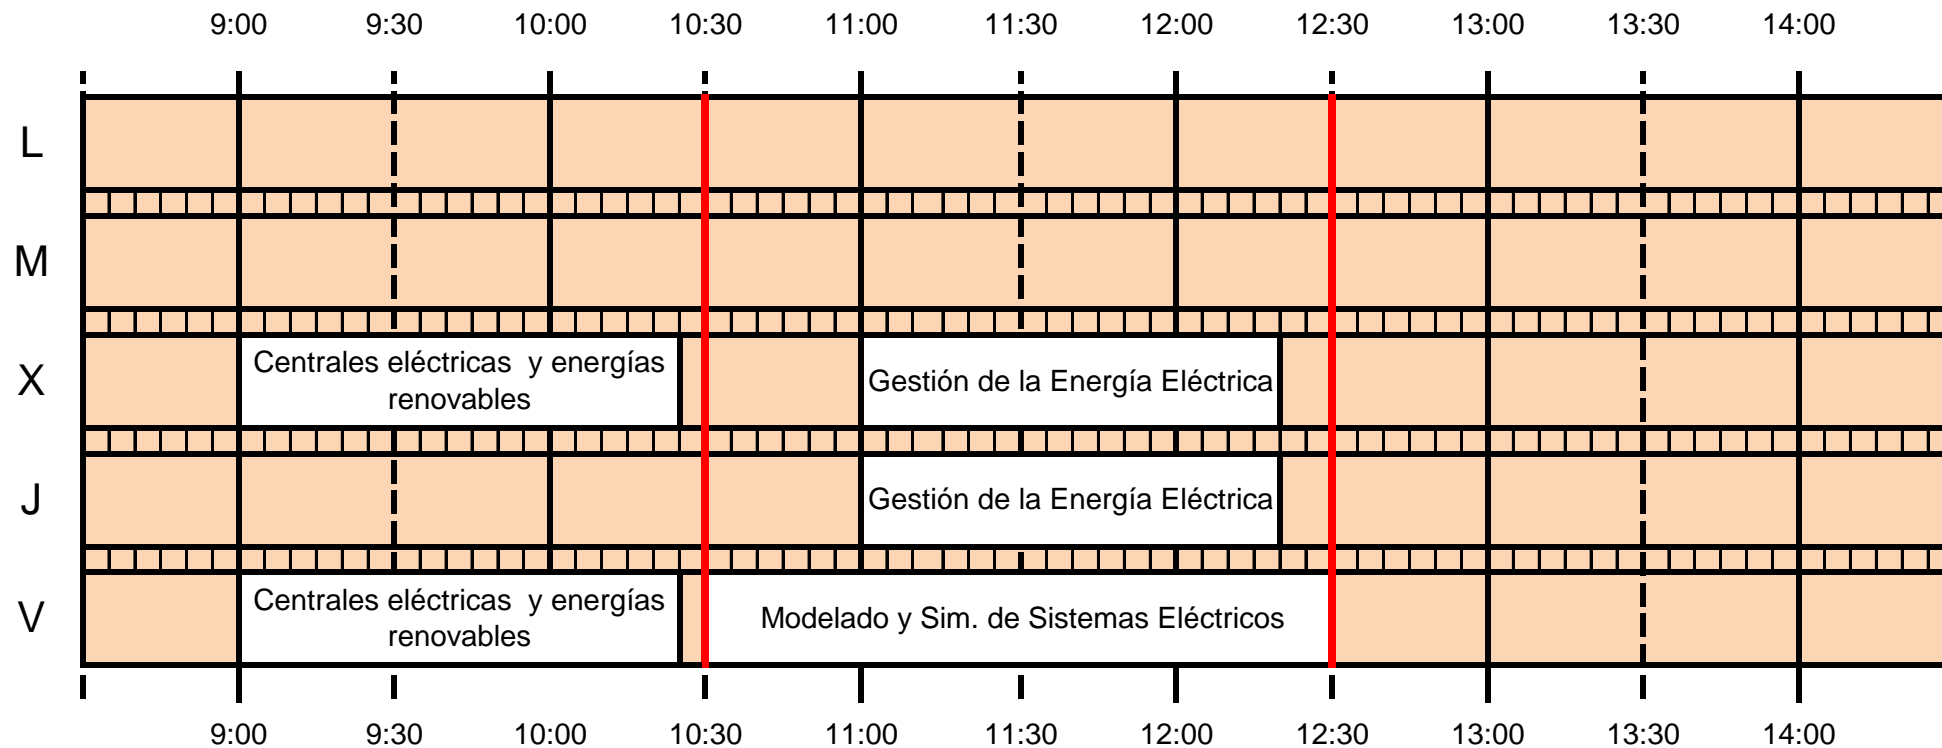 9:00 9:30 10:00 10:30 11:00 11:30 12:00 12:30 13:00 13:30 14:00
L
M
X
Centrales eléctricas y energías
renovables
Gestión de la Energía Eléctrica
J
Gestión de la Energía Eléctrica
V
Centrales eléctricas y energías
renovables
Modelado y Sim. de Sistemas Eléctricos
9:00 9:30 10:00 10:30 11:00 11:30 12:00 12:30 13:00 13:30 14:00